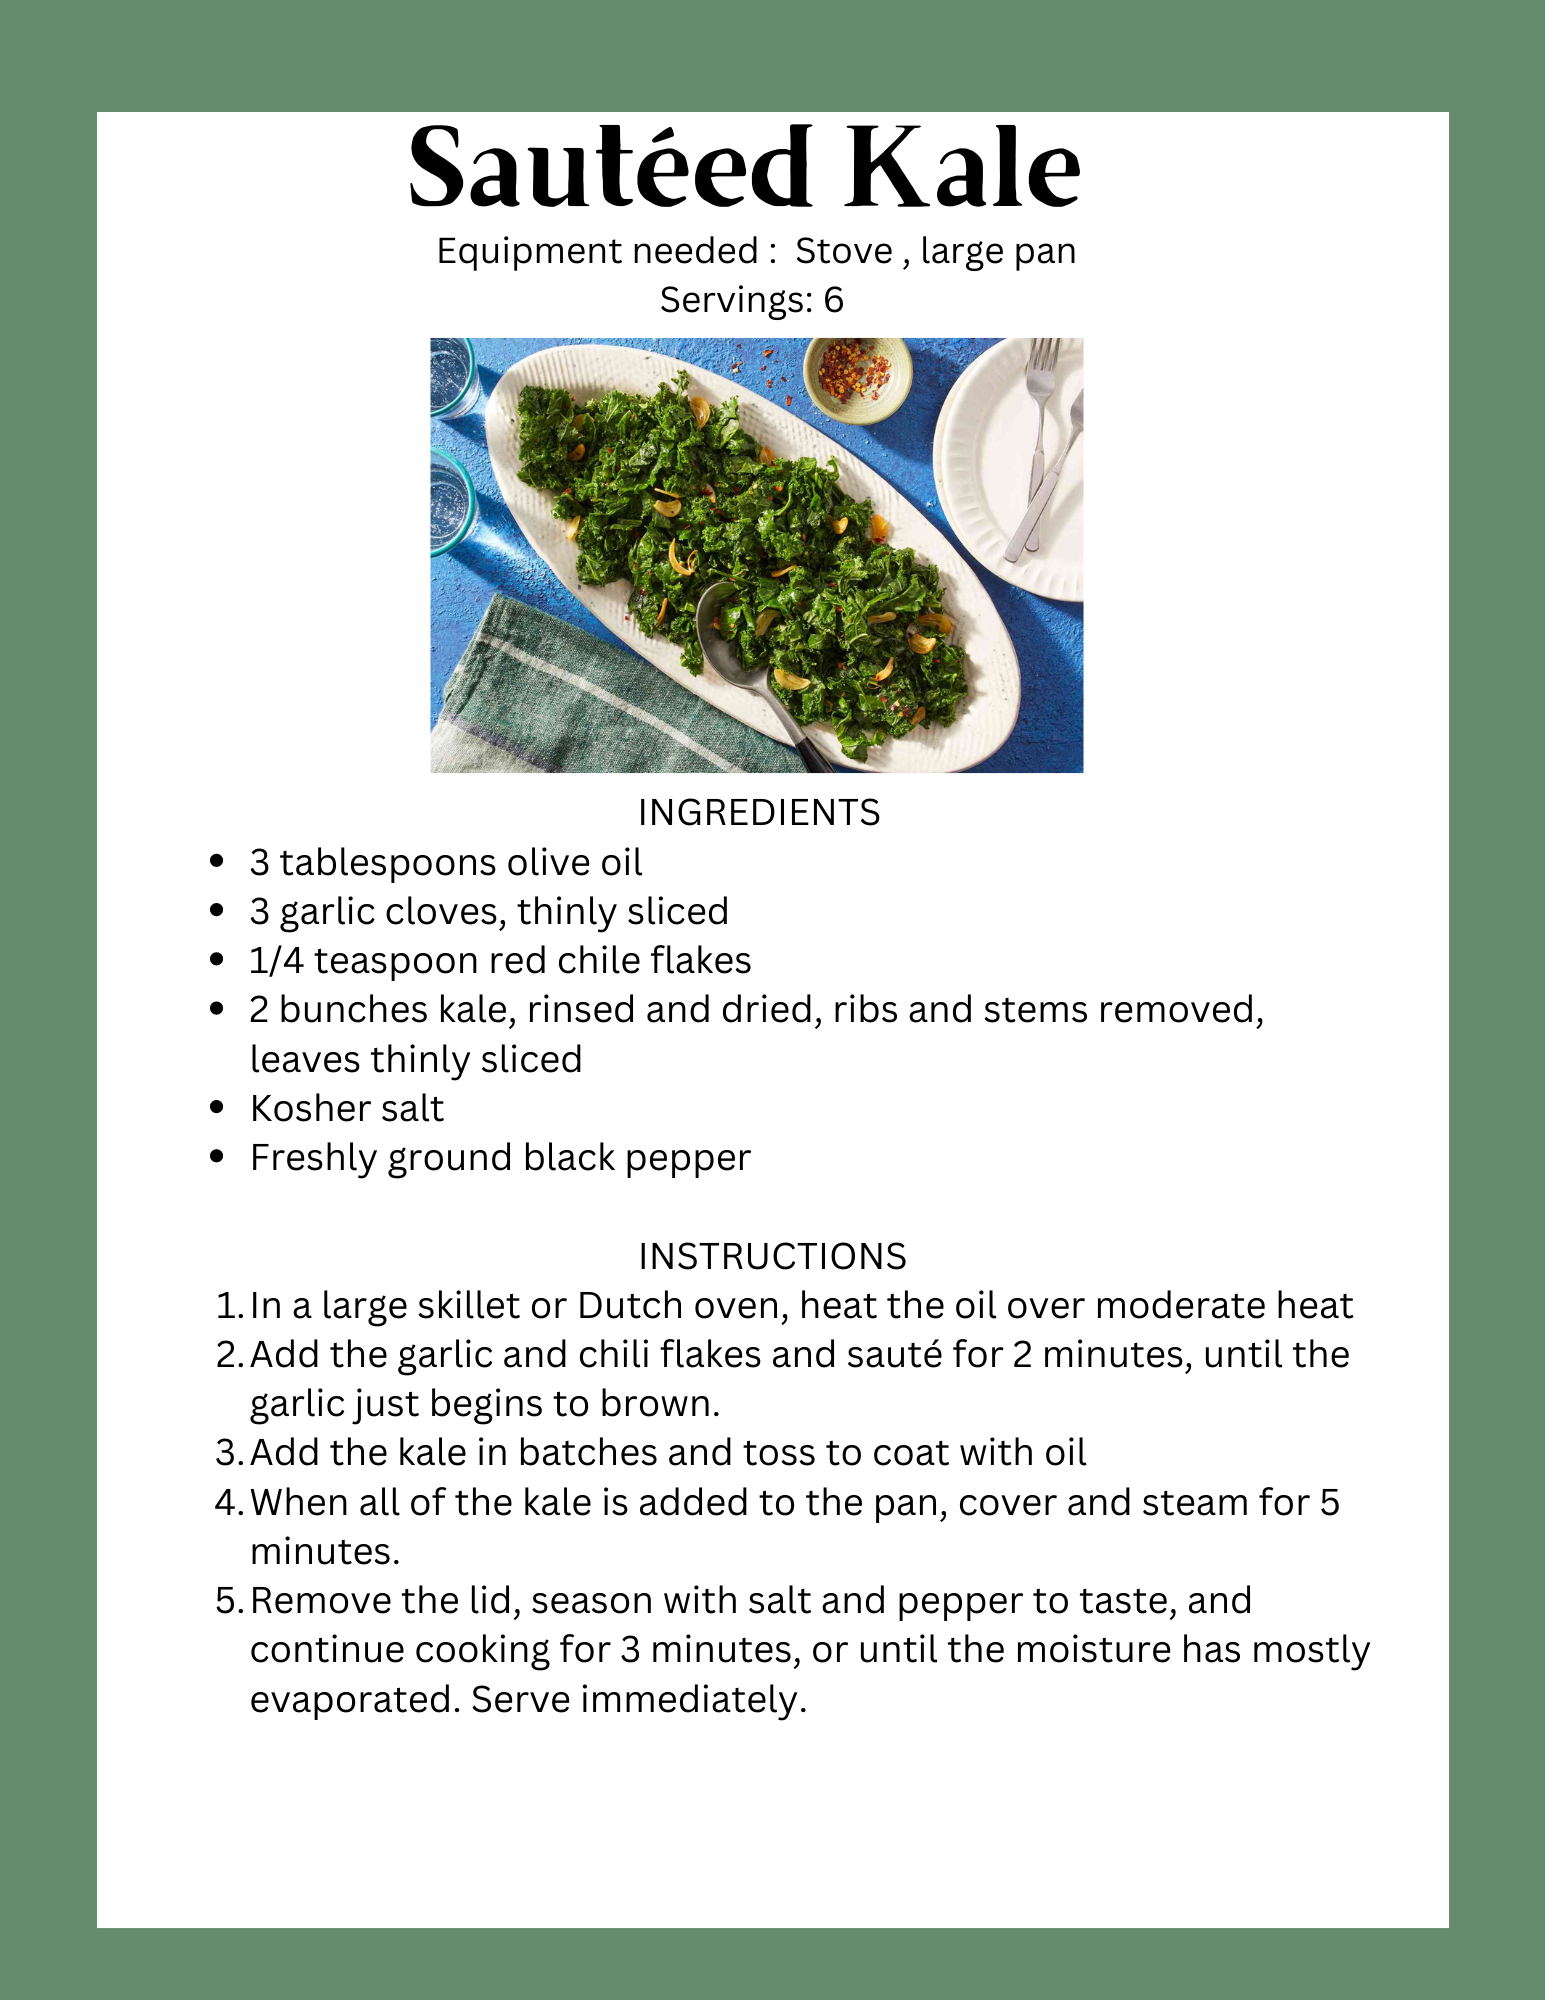 Sautéed Kale
Equipment needed :  Stove , large pan
Servings: 6
INGREDIENTS
• 3 tablespoons olive oil
• 3 garlic cloves, thinly sliced
• 1/4 teaspoon red chile flakes
• 2 bunches kale, rinsed and dried, ribs and stems removed,
leaves thinly sliced
• Kosher salt
• Freshly ground black pepper
INSTRUCTIONS
1. In a large skillet or Dutch oven, heat the oil over moderate heat
2. Add the garlic and chili flakes and sauté for 2 minutes, until the
garlic just begins to brown.
3. Add the kale in batches and toss to coat with oil
4. When all of the kale is added to the pan, cover and steam for 5
minutes.
5. Remove the lid, season with salt and pepper to taste, and
continue cooking for 3 minutes, or until the moisture has mostly
evaporated. Serve immediately.